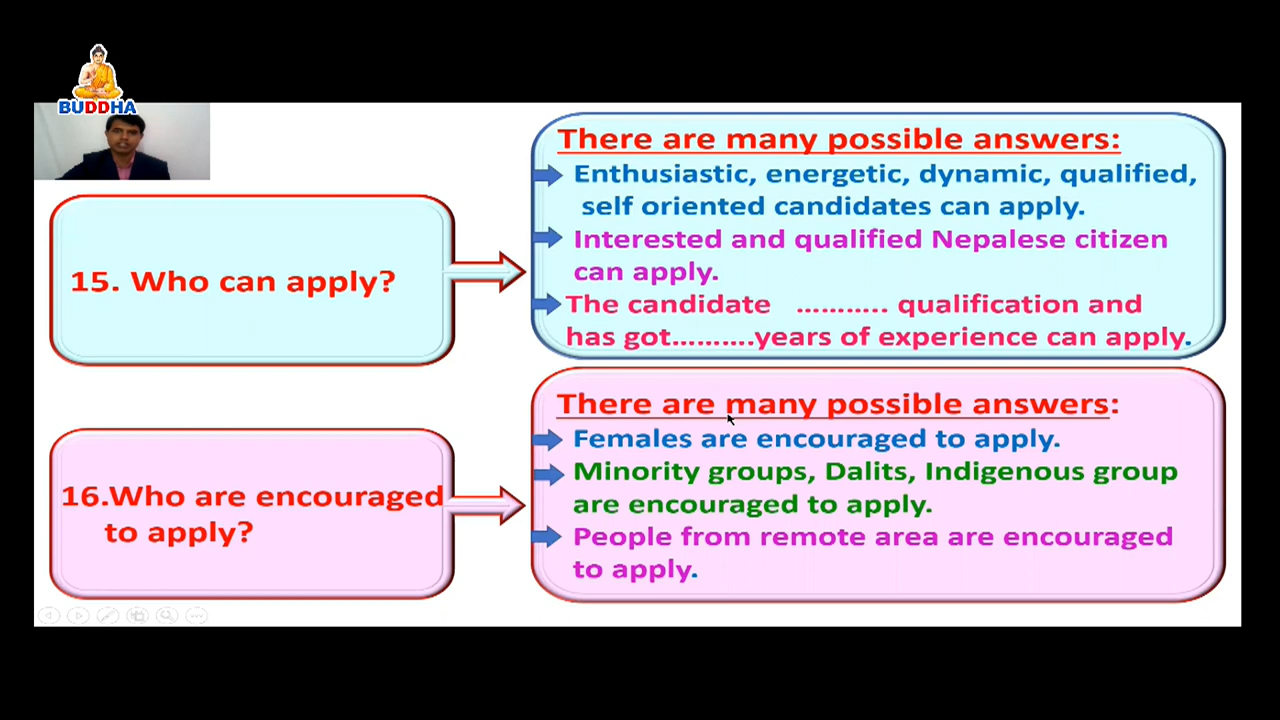 BUDDHA
15. Who can apply?
There are many possible answers:
Enthusiastic, energetic, dynamic, qualified,
self oriented candidates can apply.
Interested and qualified Nepalese citizen
can apply.
The candidate ……….. qualification and
has got……….years of experience can apply.
16.Who are encouraged
to apply?
There are many possible answers:
Females are encouraged to apply.
Minority groups, Dalits, Indigenous group
are encouraged to apply.
People from remote area are encouraged
to apply.